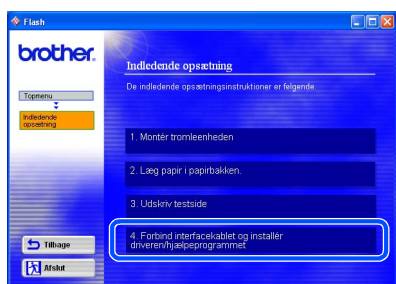 Flash
brother.
Topmenu
Indledende
opsætning
Tilbage
Afslut
Indledende opsætning
De indledende opsætningsinstruktioner er følgende.
1. Montér tromleenheden
2. Læg papir i papirbakken.
3. Udskriv testside
4. Forbind interfacekablet og installér
driveren/hjælpeprogrammet